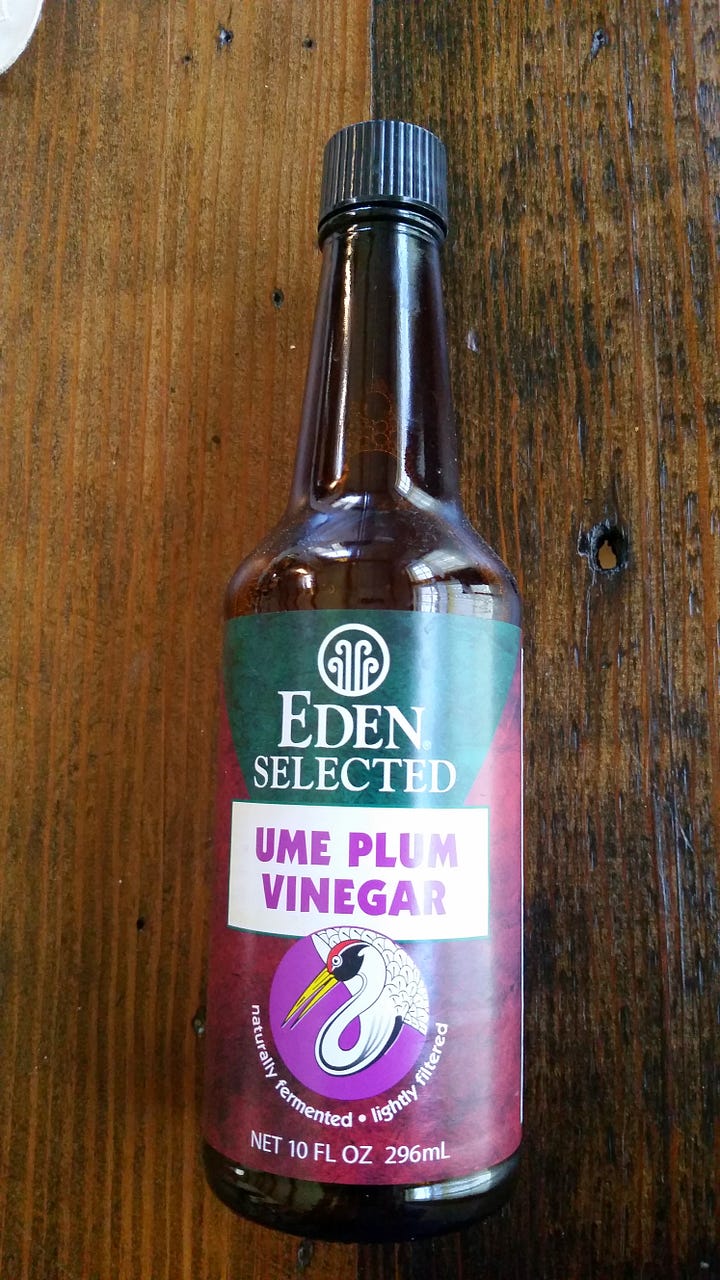 EDEN®
SELECTED
UME PLUM
VINEGAR
naturally fermented • lightly filtered
NET 10 FL OZ 296mL